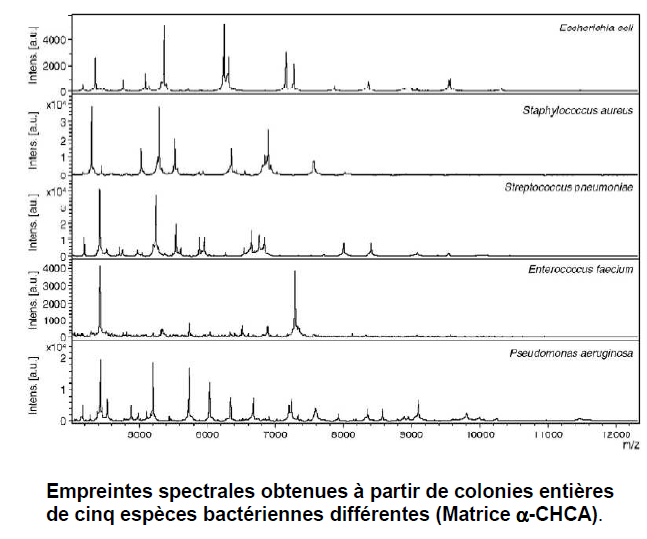 Intens. [a.u.]
4000
2000
0
Escherichia coli
Intens. [a.u.]
x10⁴
3
2
1
0
Staphylococcus aureus
Intens. [a.u.]
x10⁴
4
3
2
1
0
Streptococcus pneumoniae
Intens. [a.u.]
4000
3000
2000
1000
0
Enterococcus faecium
Intens. [a.u.]
x10⁴
2
1
0
Pseudomonas aeruginosa
5000 6000 7000 8000 9000 10000 11000 12000
m/z
Empreintes spectrales obtenues à partir de colonies entières
de cinq espèces bactériennes différentes (Matrice α-CHCA).